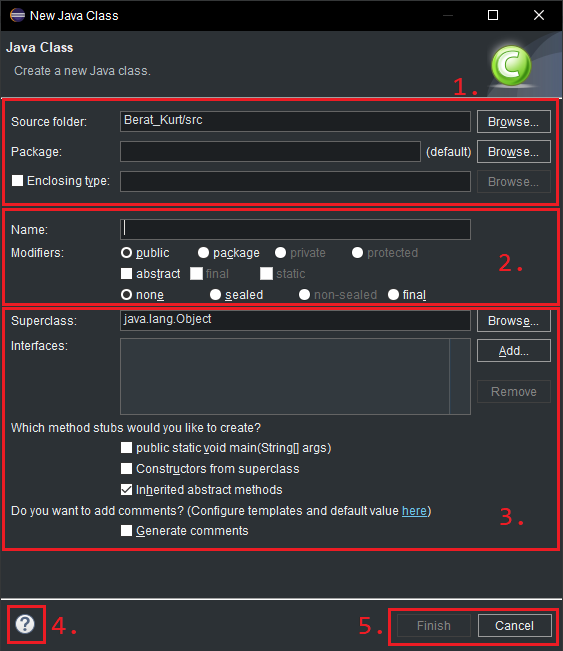 New Java Class
Java Class
Create a new Java class.
1.
Source folder: Berat_Kurt/src Browse...
Package: (default) Browse...
Enclosing type: Browse...
Name:
Modifiers: public package private protected
2.
abstract final static
none sealed non-sealed final
Superclass: java.lang.Object Browse...
Interfaces: Add...
Remove
Which method stubs would you like to create?
public static void main(String[] args)
Constructors from superclass
Inherited abstract methods
Do you want to add comments? (Configure templates and default value here)
3.
Generate comments
? 4. 5. Finish Cancel